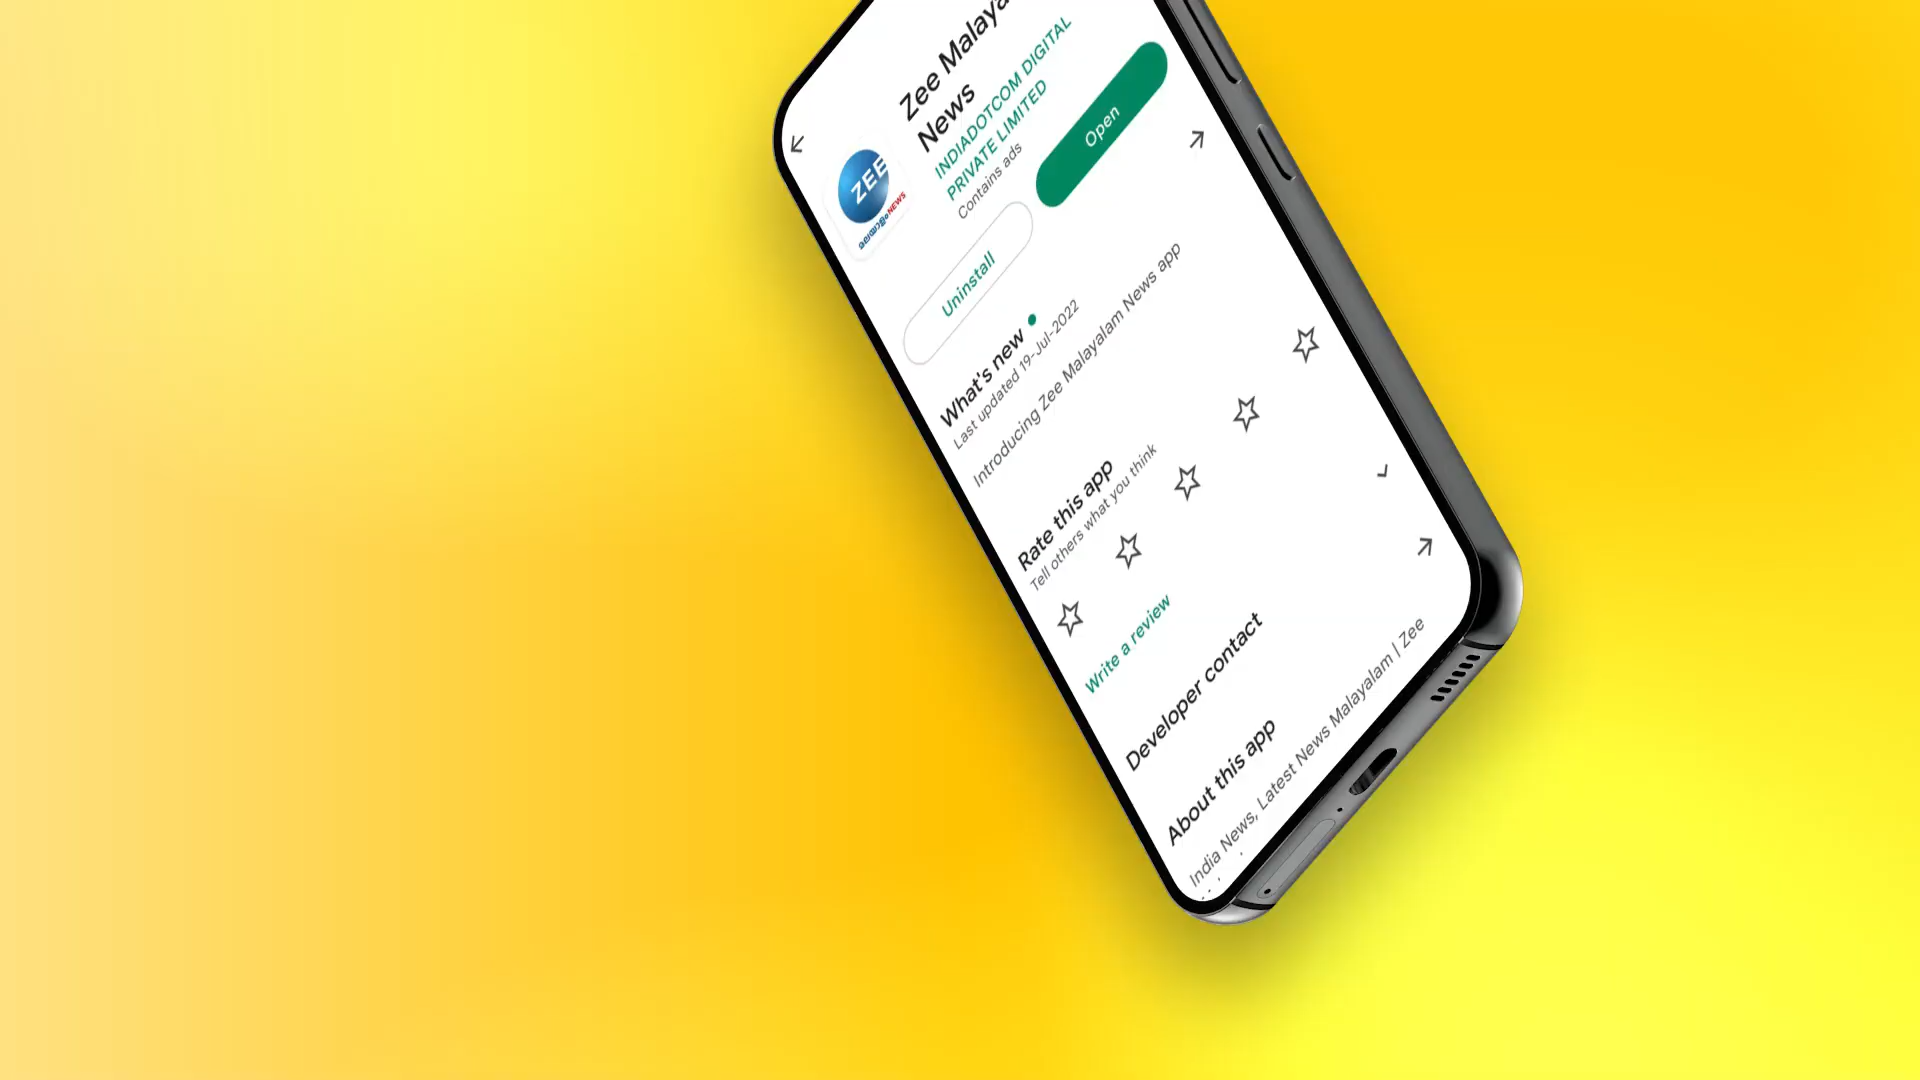 Zee Malaya
News
INDIADOTCOM DIGITAL
PRIVATE LIMITED
Contains ads
ZEE
മലയാളം NEWS
Uninstall
Open
What's new
Last updated 19-Jul-2022
Introducing Zee Malayalam News app
Rate this app
Tell others what you think
Write a review
Developer contact
About this app
India News, Latest News Malayalam | Zee